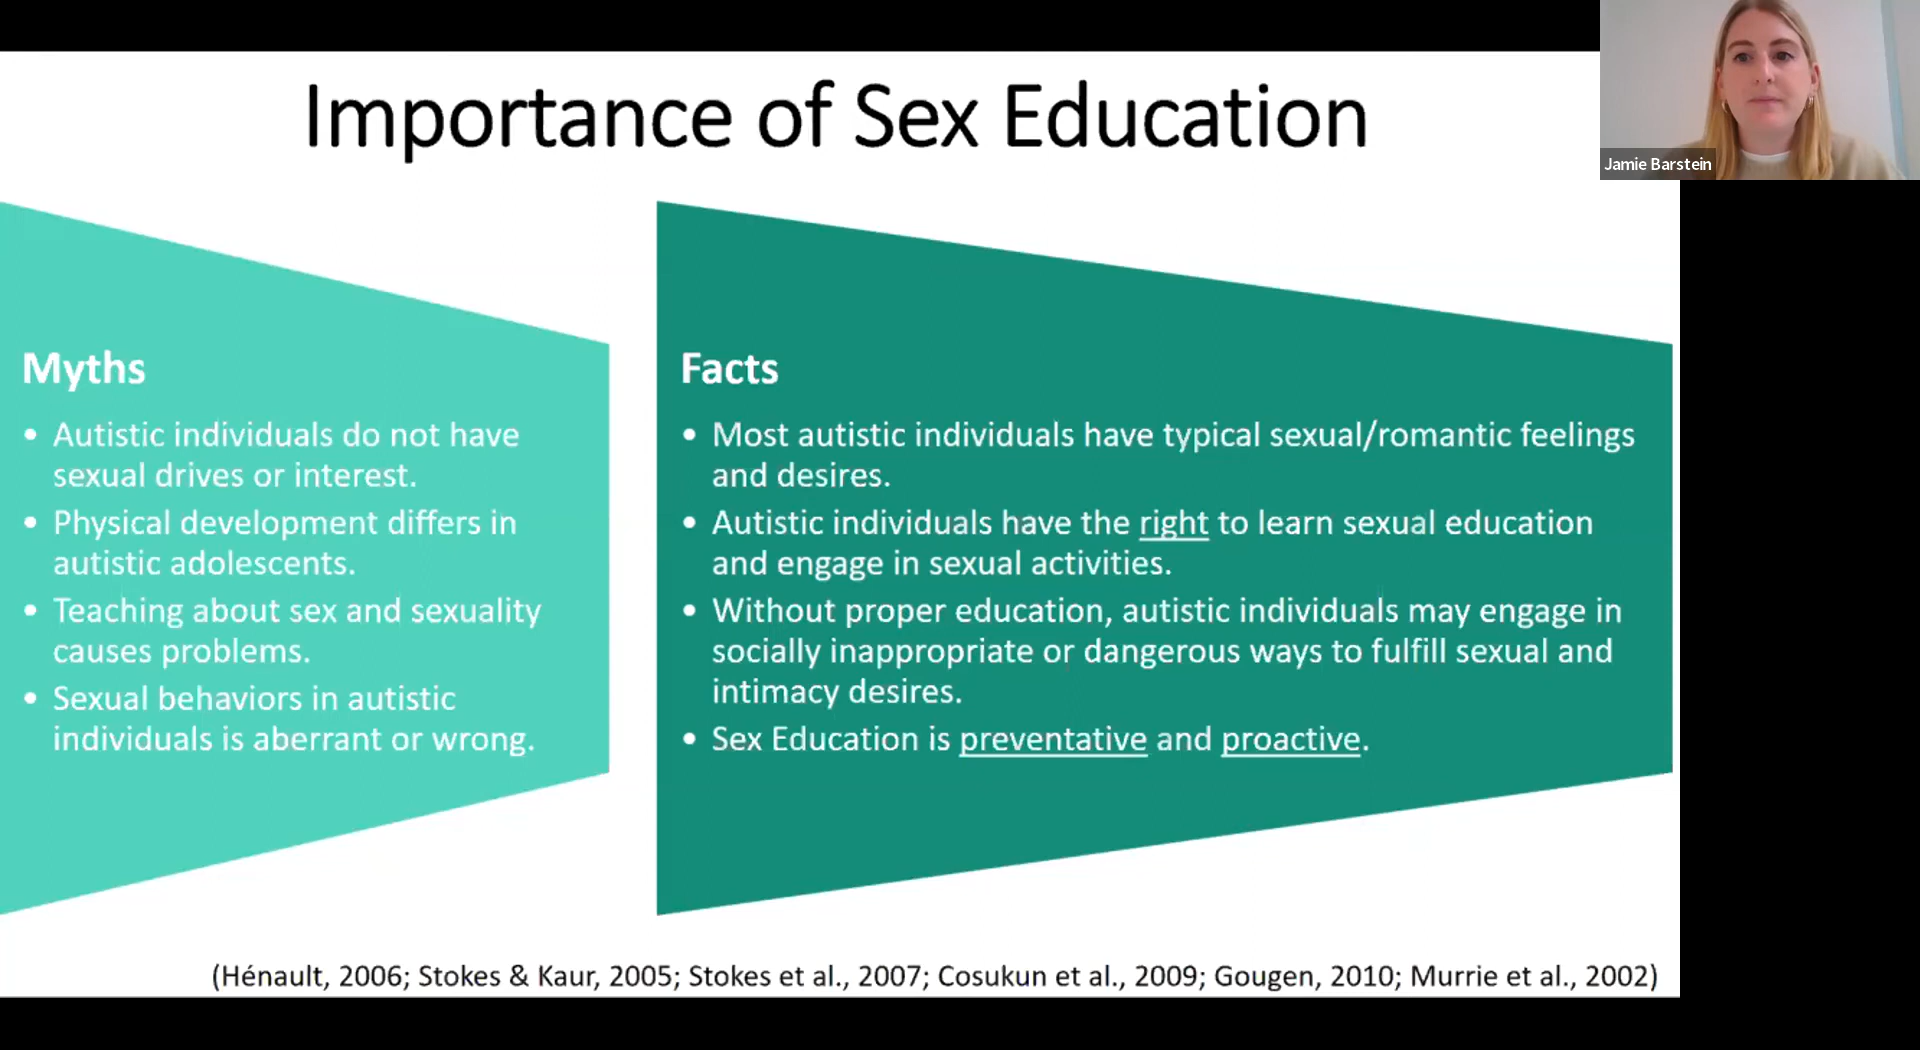 Importance of Sex Education
Jamie Barstein
Myths
• Autistic individuals do not have
sexual drives or interest.
• Physical development differs in
autistic adolescents.
• Teaching about sex and sexuality
causes problems.
• Sexual behaviors in autistic
individuals is aberrant or wrong.
Facts
• Most autistic individuals have typical sexual/romantic feelings
and desires.
• Autistic individuals have the right to learn sexual education
and engage in sexual activities.
• Without proper education, autistic individuals may engage in
socially inappropriate or dangerous ways to fulfill sexual and
intimacy desires.
• Sex Education is preventative and proactive.
(Hénault, 2006; Stokes & Kaur, 2005; Stokes et al., 2007; Cosukun et al., 2009; Gougen, 2010; Murrie et al., 2002)